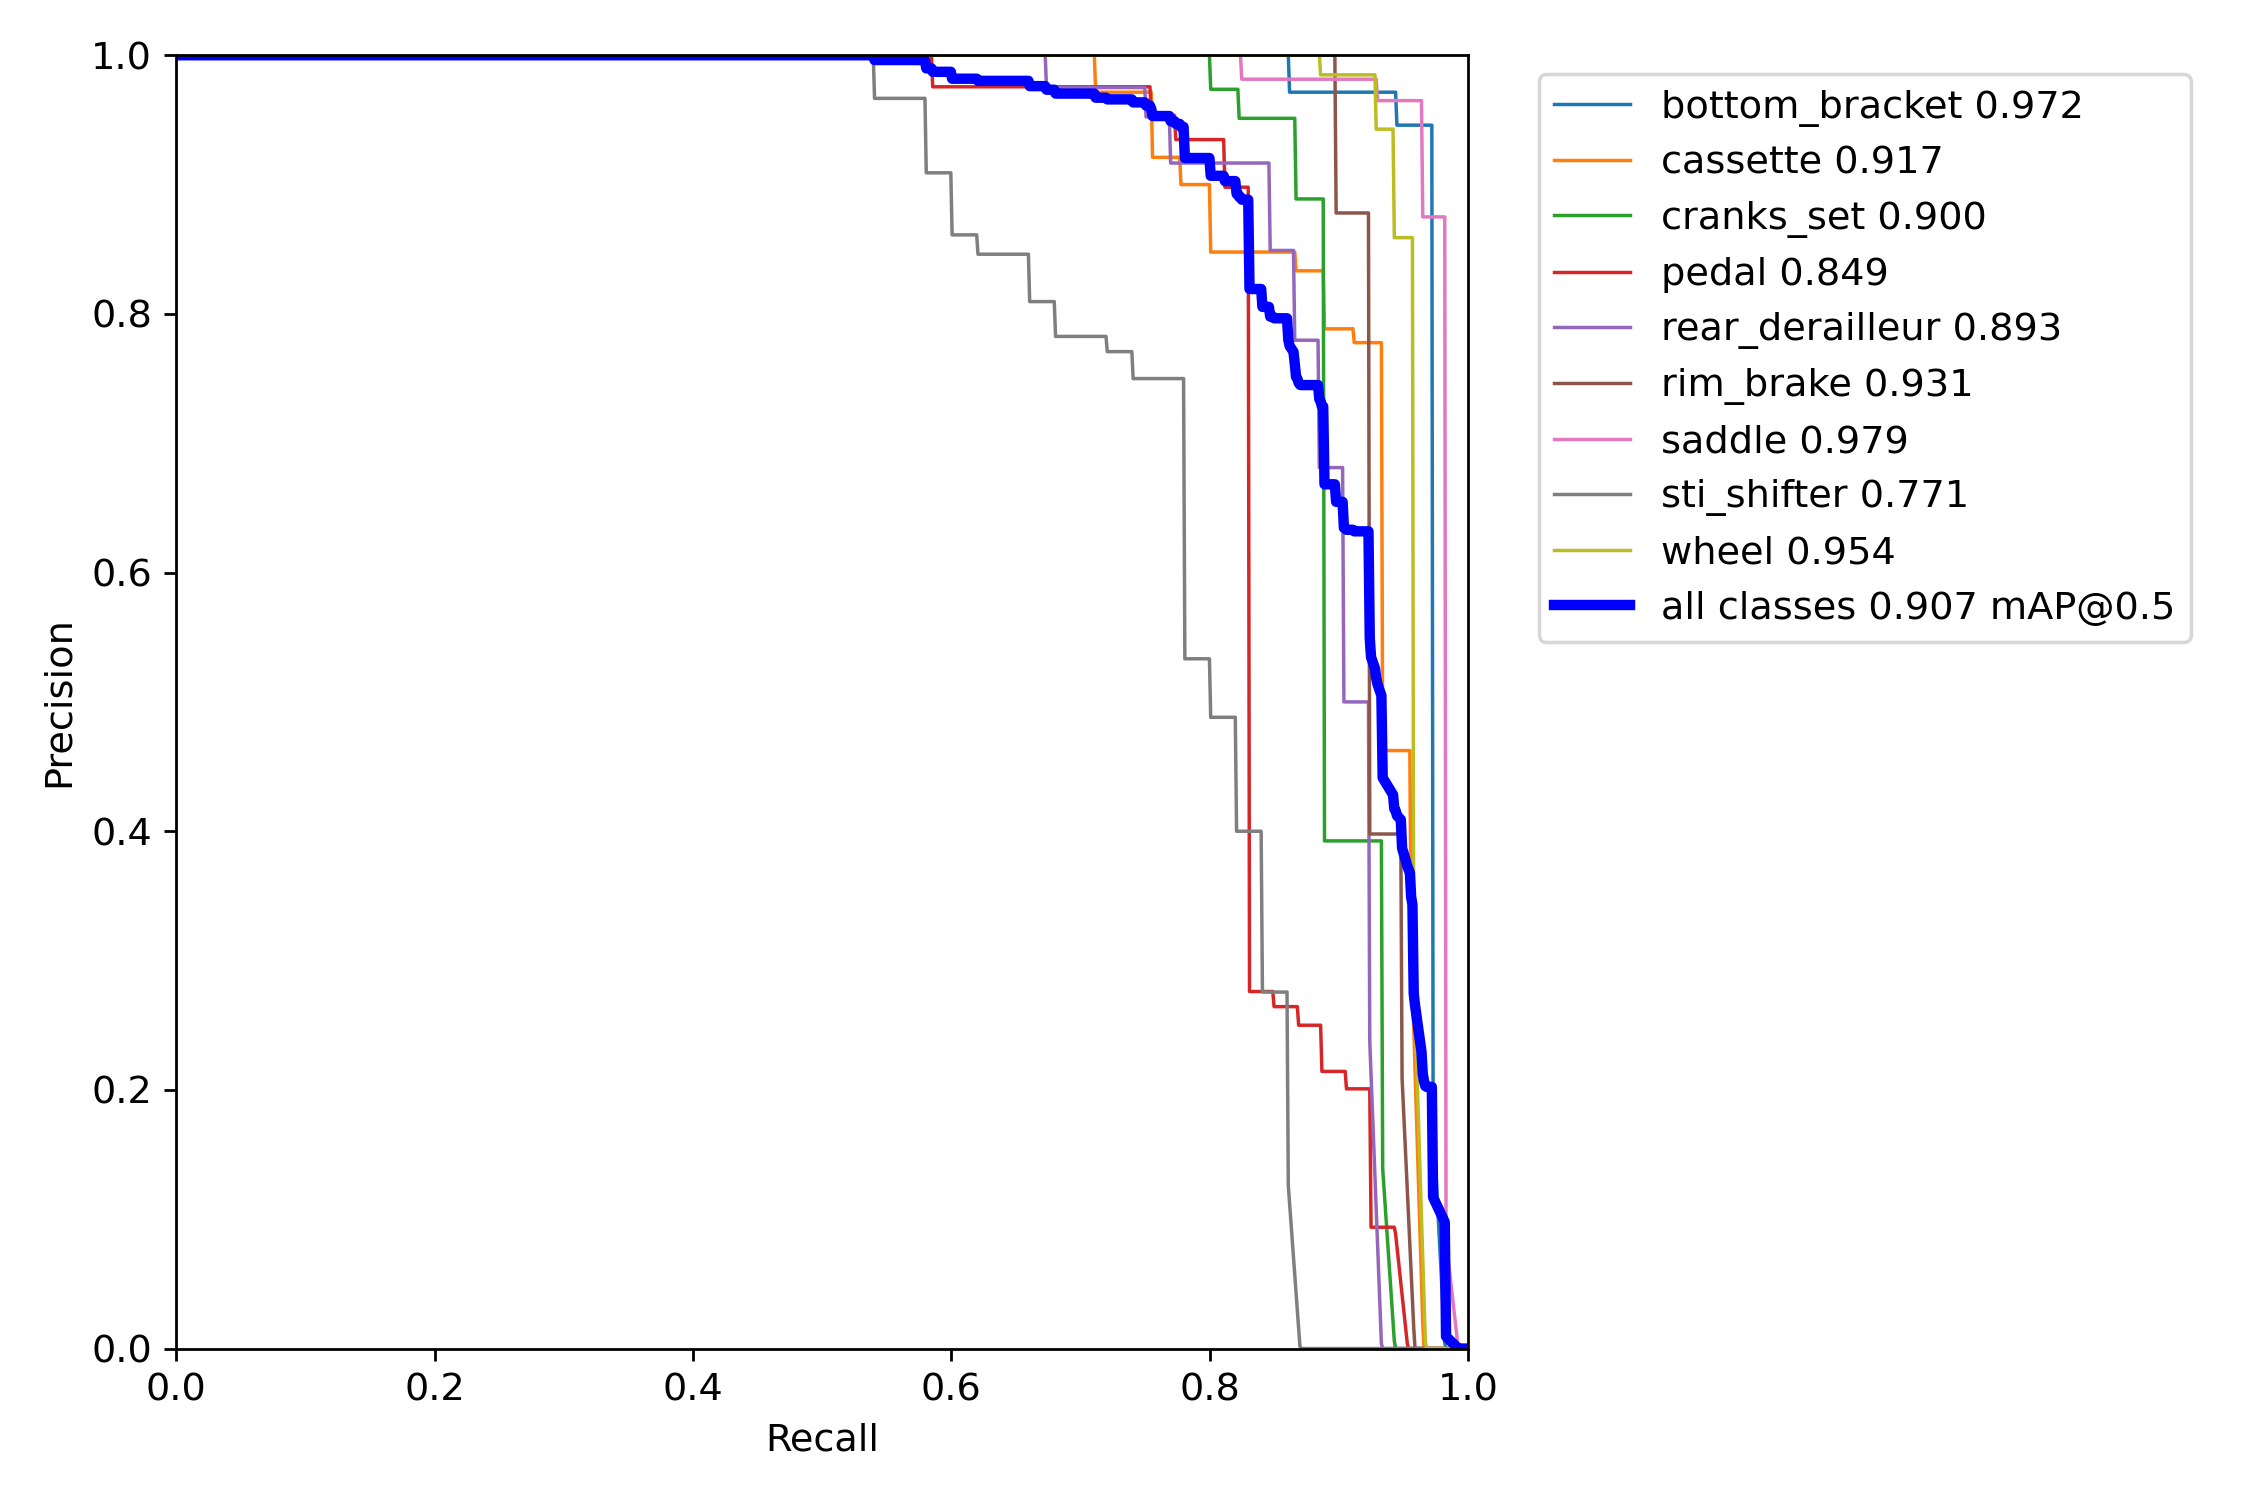 1.0
0.8
0.6
0.4
0.2
0.0
Precision
0.0 0.2 0.4 0.6 0.8 1.0
Recall
bottom_bracket 0.972
cassette 0.917
cranks_set 0.900
pedal 0.849
rear_derailleur 0.893
rim_brake 0.931
saddle 0.979
sti_shifter 0.771
wheel 0.954
all classes 0.907 mAP@0.5